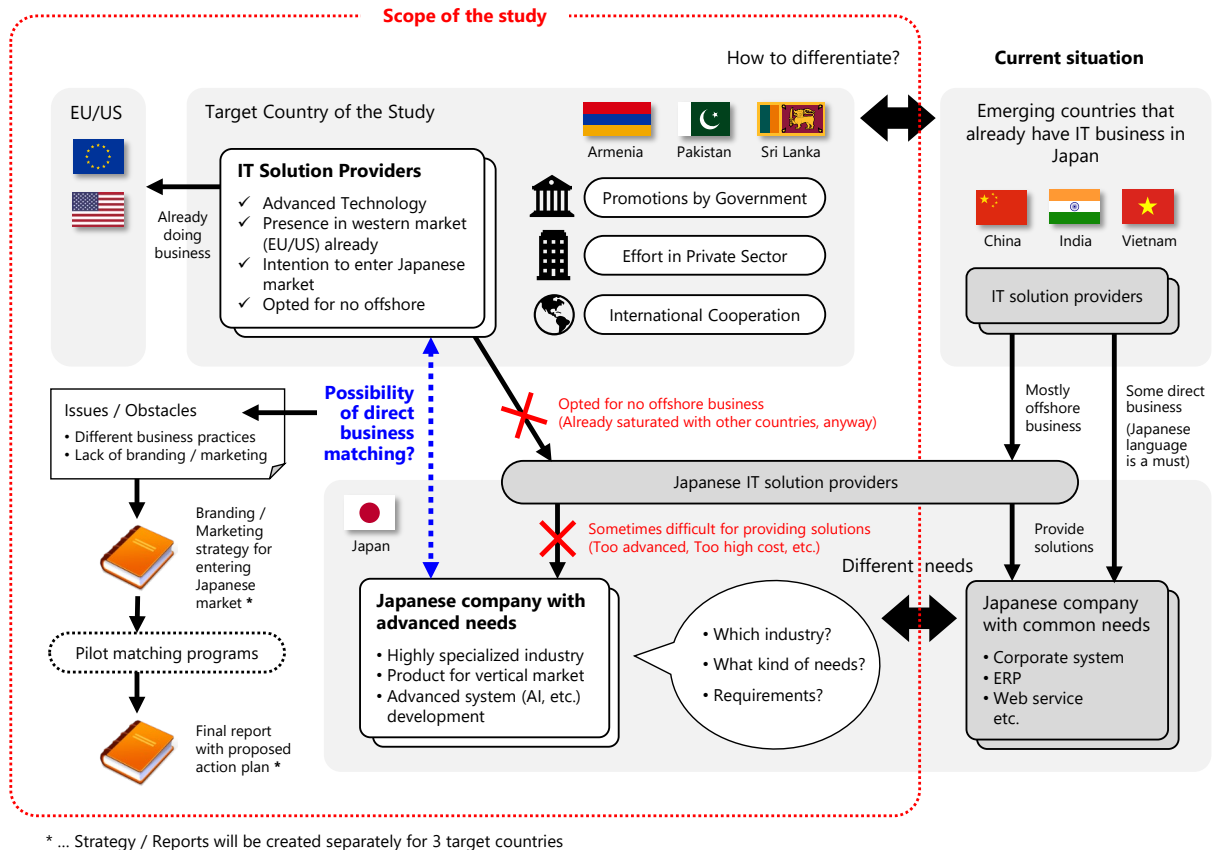 Scope of the study
How to differentiate?
Current situation
EU/US
Target Country of the Study
Armenia
Pakistan
Sri Lanka
Emerging countries that
already have IT business in
Japan
China
India
Vietnam
IT Solution Providers
✓ Advanced Technology
✓ Presence in western market
(EU/US) already
✓ Intention to enter Japanese
market
✓ Opted for no offshore
Already
doing
business
Promotions by Government
Effort in Private Sector
International Cooperation
IT solution providers
Issues / Obstacles
• Different business practices
• Lack of branding / marketing
Possibility
of direct
business
matching?
Opted for no offshore business
(Already saturated with other countries, anyway)
Mostly
offshore
business
Some direct
business
(Japanese
language
is a must)
Japanese IT solution providers
Japan
Sometimes difficult for providing solutions
(Too advanced, Too high cost, etc.)
Provide
solutions
Different needs
Branding /
Marketing
strategy for
entering
Japanese
market *
Pilot matching programs
Final report
with proposed
action plan *
Japanese company with
advanced needs
• Highly specialized industry
• Product for vertical market
• Advanced system (AI, etc.)
development
• Which industry?
• What kind of needs?
• Requirements?
Japanese company
with common needs
• Corporate system
• ERP
• Web service
etc.
* ... Strategy / Reports will be created separately for 3 target countries